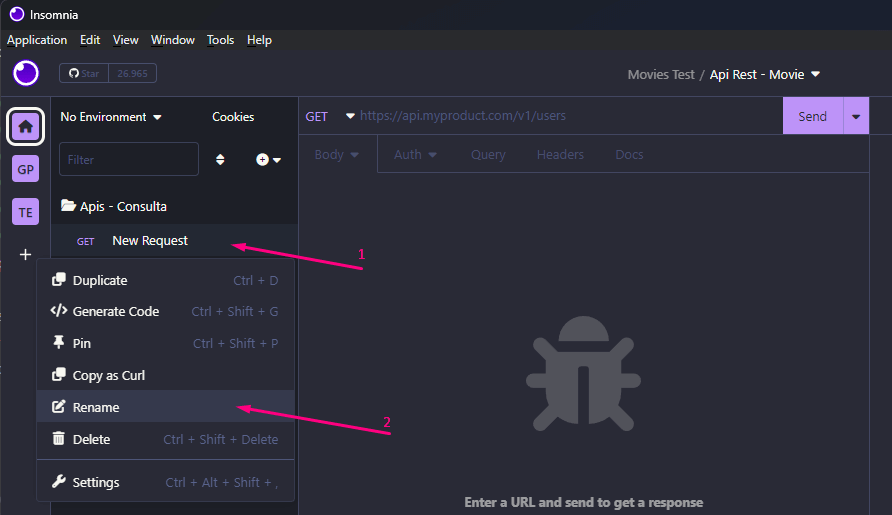 Insomnia
Application Edit View Window Tools Help
Star 26.965
Movies Test / Api Rest - Movie
No Environment Cookies
GET https://api.myproduct.com/v1/users Send
Filter
Body Auth Query Headers Docs
GP
TE
Apis - Consulta
GET New Request
1
Duplicate Ctrl + D
Generate Code Ctrl + Shift + G
Pin Ctrl + Shift + P
Copy as Curl
Rename
2
Delete Ctrl + Shift + Delete
Settings Ctrl + Alt + Shift + ,
Enter a URL and send to get a response